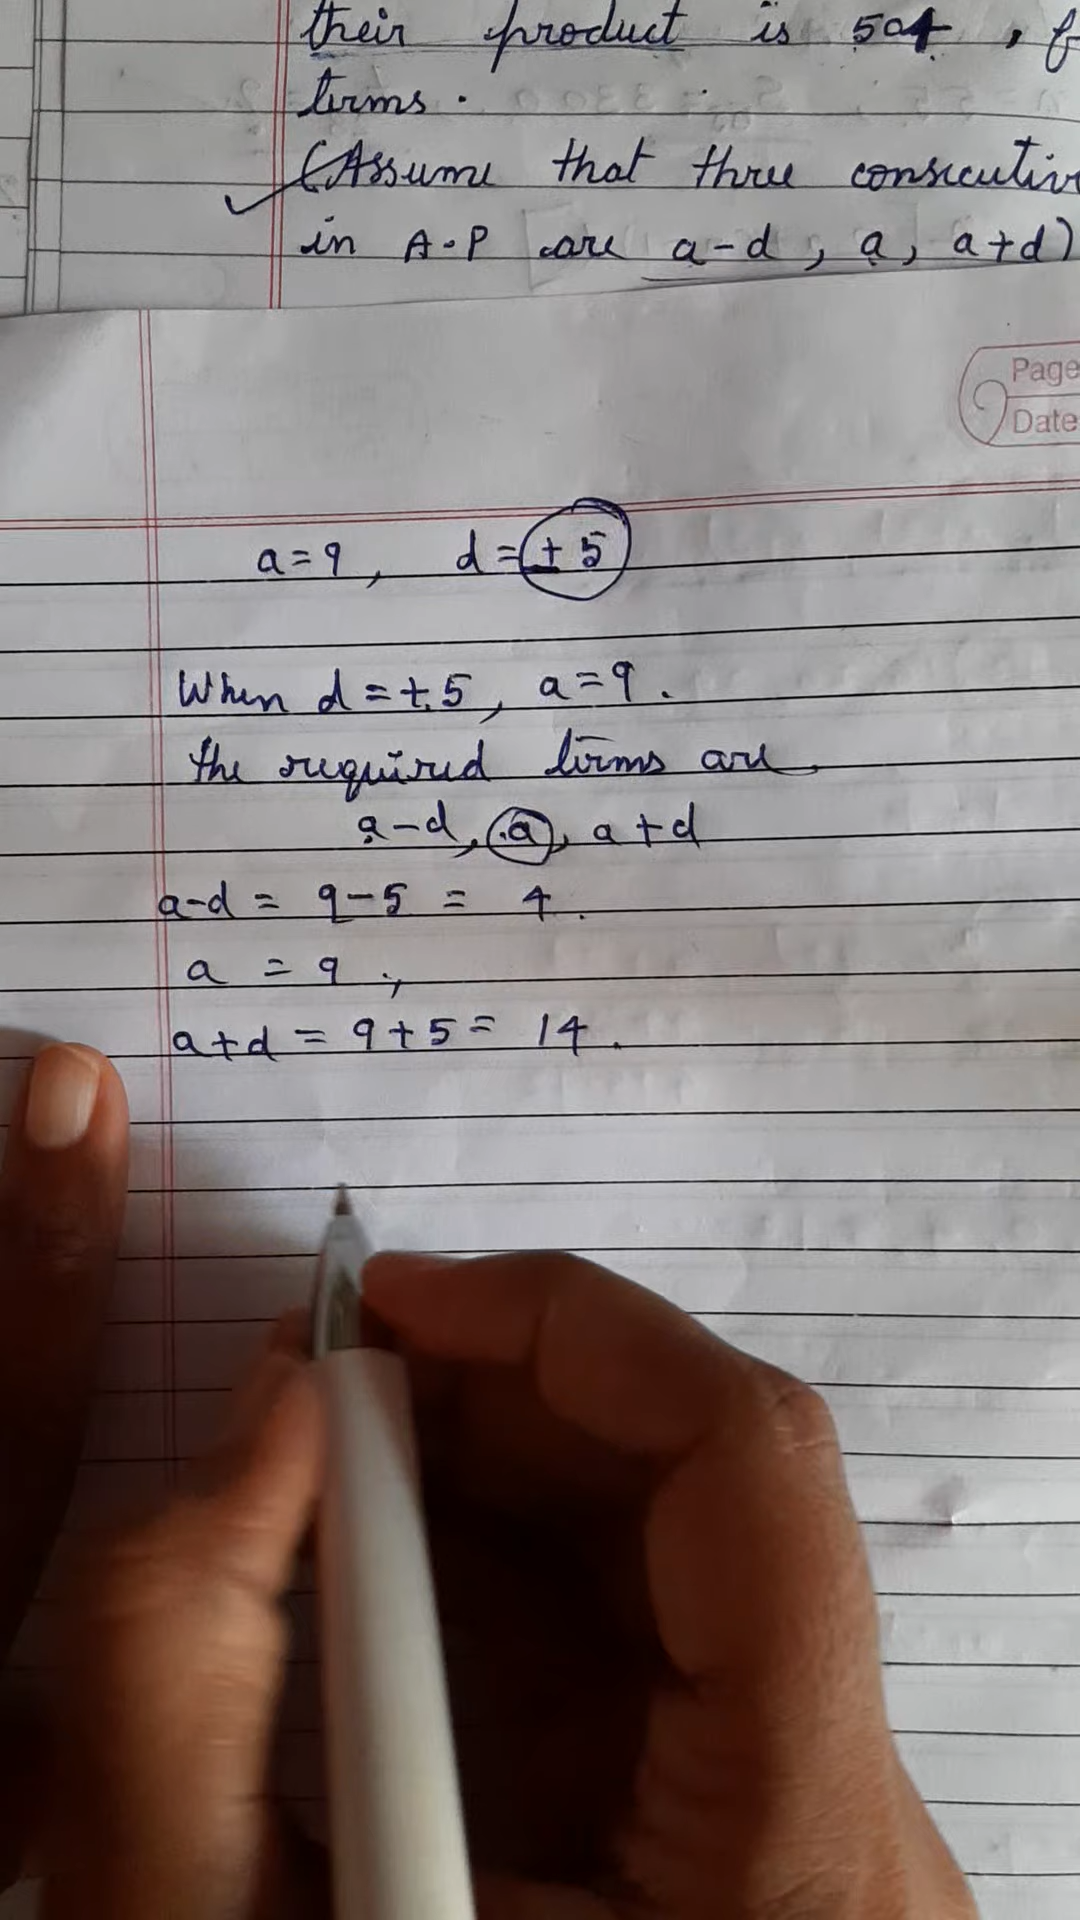 their product is 504,
terms.
(Assume that three consecutive
in A.P are a-d, a, a+d)
Page
Date
a=9, d=±5
When d=+5, a=9.
the required terms are
a-d, a, a+d
a-d = 9-5 = 4.
a = 9,
a+d = 9+5 = 14.